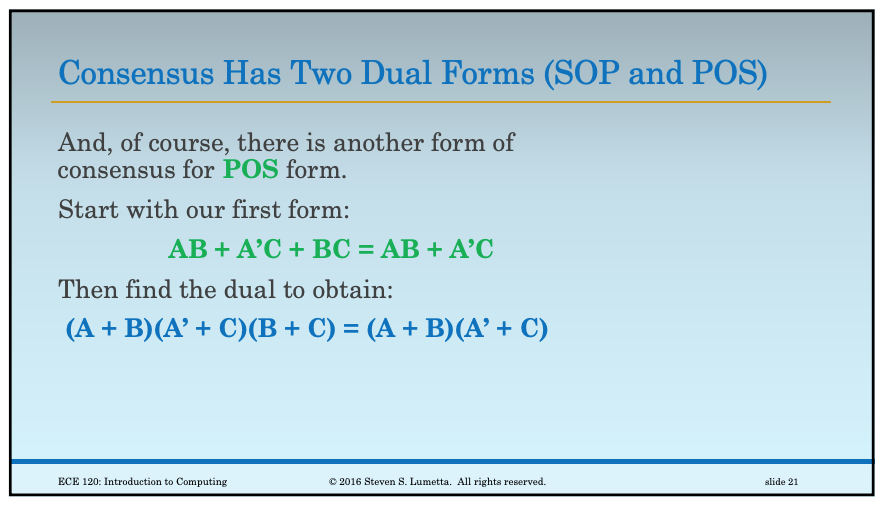 Consensus Has Two Dual Forms (SOP and POS)
And, of course, there is another form of
consensus for POS form.
Start with our first form:
AB + A’C + BC = AB + A’C
Then find the dual to obtain:
(A + B)(A’ + C)(B + C) = (A + B)(A’ + C)
ECE 120: Introduction to Computing © 2016 Steven S. Lumetta. All rights reserved. slide 21